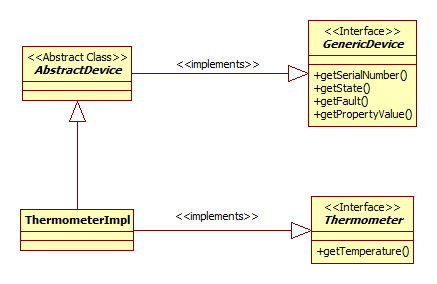 <<Abstract Class>>
AbstractDevice
<<implements>>
<<Interface>>
GenericDevice
+getSerialNumber()
+getState()
+getFault()
+getPropertyValue()
ThermometerImpl
<<implements>>
<<Interface>>
Thermometer
+getTemperature()